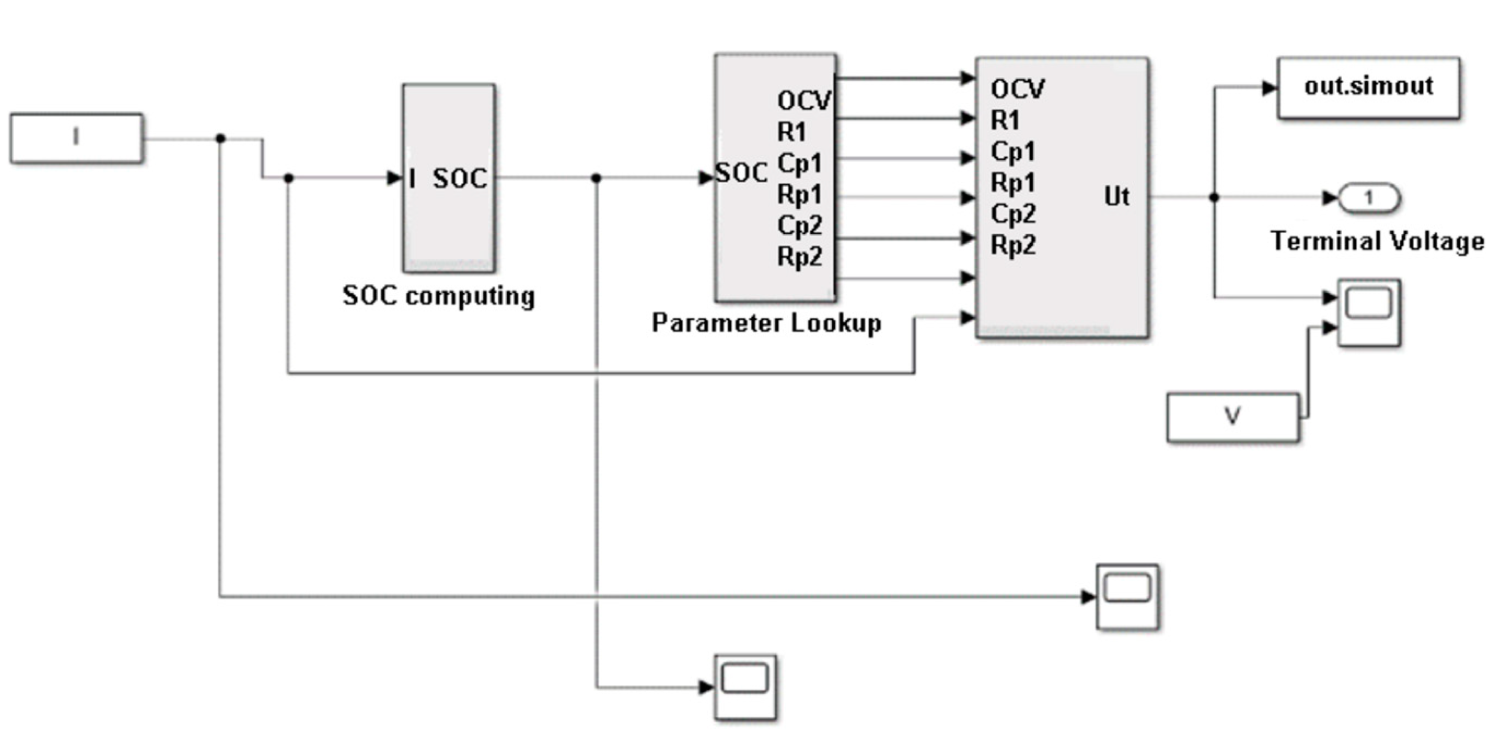 I
I SOC
SOC computing
SOC
OCV
R1
Cp1
Rp1
Cp2
Rp2
Parameter Lookup
OCV
R1
Cp1
Rp1
Cp2
Rp2
Ut
out.simout
1
Terminal Voltage
V